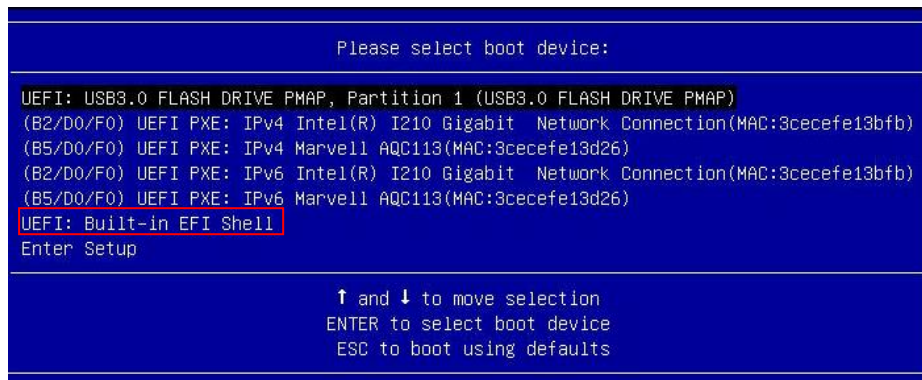 Please select boot device:
UEFI: USB3.0 FLASH DRIVE PMAP, Partition 1 (USB3.0 FLASH DRIVE PMAP)
(B2/D0/F0) UEFI PXE: IPv4 Intel(R) I210 Gigabit  Network Connection(MAC:3cecefe13bfb)
(B5/D0/F0) UEFI PXE: IPv4 Marvell AQC113(MAC:3cecefe13d26)
(B2/D0/F0) UEFI PXE: IPv6 Intel(R) I210 Gigabit  Network Connection(MAC:3cecefe13bfb)
(B5/D0/F0) UEFI PXE: IPv6 Marvell AQC113(MAC:3cecefe13d26)
UEFI: Built-in EFI Shell
Enter Setup
↑ and ↓ to move selection
ENTER to select boot device
ESC to boot using defaults